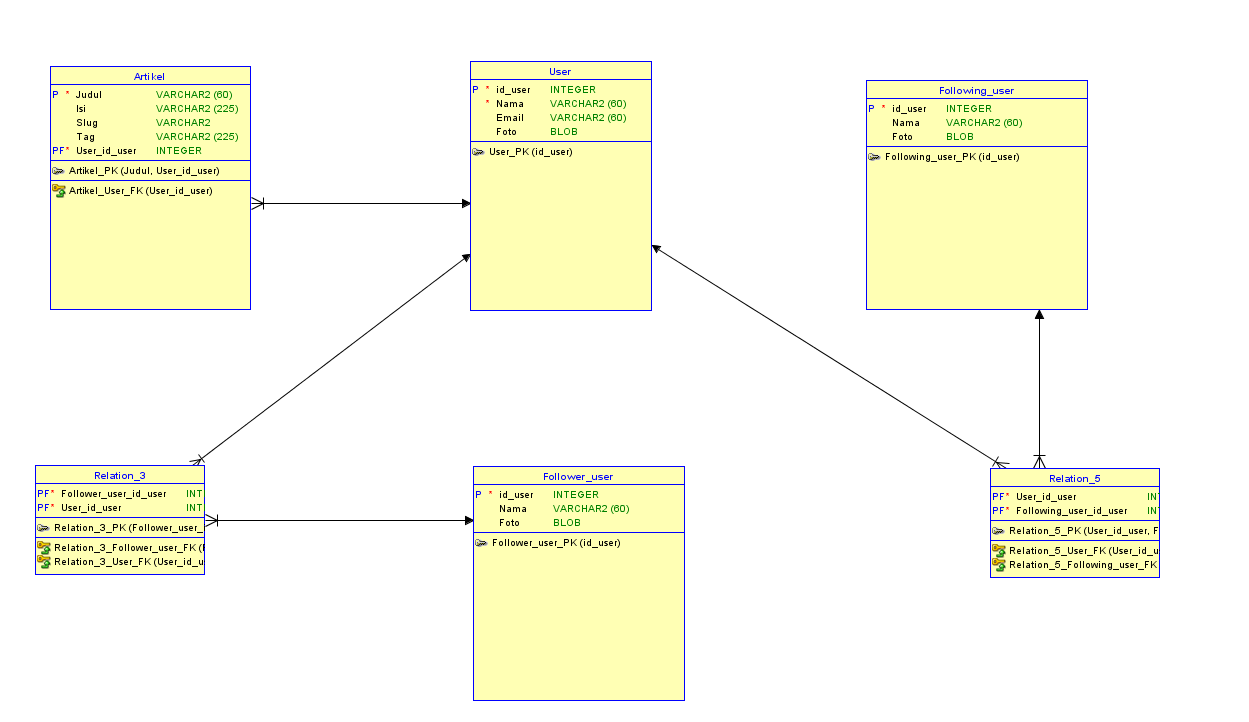 Artikel
P * Judul VARCHAR2 (60)
Isi VARCHAR2 (225)
Slug VARCHAR2
Tag VARCHAR2 (225)
PF* User_id_user INTEGER
Artikel_PK (Judul, User_id_user)
Artikel_User_FK (User_id_user)
User
P * id_user INTEGER
* Nama VARCHAR2 (60)
Email VARCHAR2 (60)
Foto BLOB
User_PK (id_user)
Following_user
P * id_user INTEGER
Nama VARCHAR2 (60)
Foto BLOB
Following_user_PK (id_user)
Relation_3
PF* Follower_user_id_user INT
PF* User_id_user INT
Relation_3_PK (Follower_user_
Relation_3_Follower_user_FK (
Relation_3_User_FK (User_id_u
Follower_user
P * id_user INTEGER
Nama VARCHAR2 (60)
Foto BLOB
Follower_user_PK (id_user)
Relation_5
PF* User_id_user IN
PF* Following_user_id_user IN
Relation_5_PK (User_id_user, F
Relation_5_User_FK (User_id_u
Relation_5_Following_user_FK